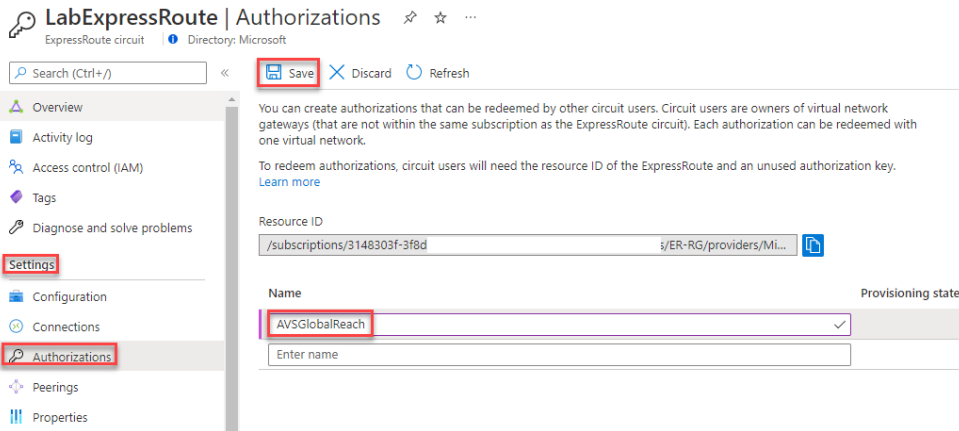 LabExpressRoute | Authorizations
ExpressRoute circuit
Directory: Microsoft
Search (Ctrl+/)
Save
Discard
Refresh
Overview
Activity log
Access control (IAM)
Tags
Diagnose and solve problems
Settings
Configuration
Connections
Authorizations
Peerings
Properties
You can create authorizations that can be redeemed by other circuit users. Circuit users are owners of virtual network
gateways (that are not within the same subscription as the ExpressRoute circuit). Each authorization can be redeemed with
one virtual network.
To redeem authorizations, circuit users will need the resource ID of the ExpressRoute and an unused authorization key.
Learn more
Resource ID
/subscriptions/3148303f-3f8d s/ER-RG/providers/Mi...
Name
Provisioning state
AVSGlobalReach
Enter name